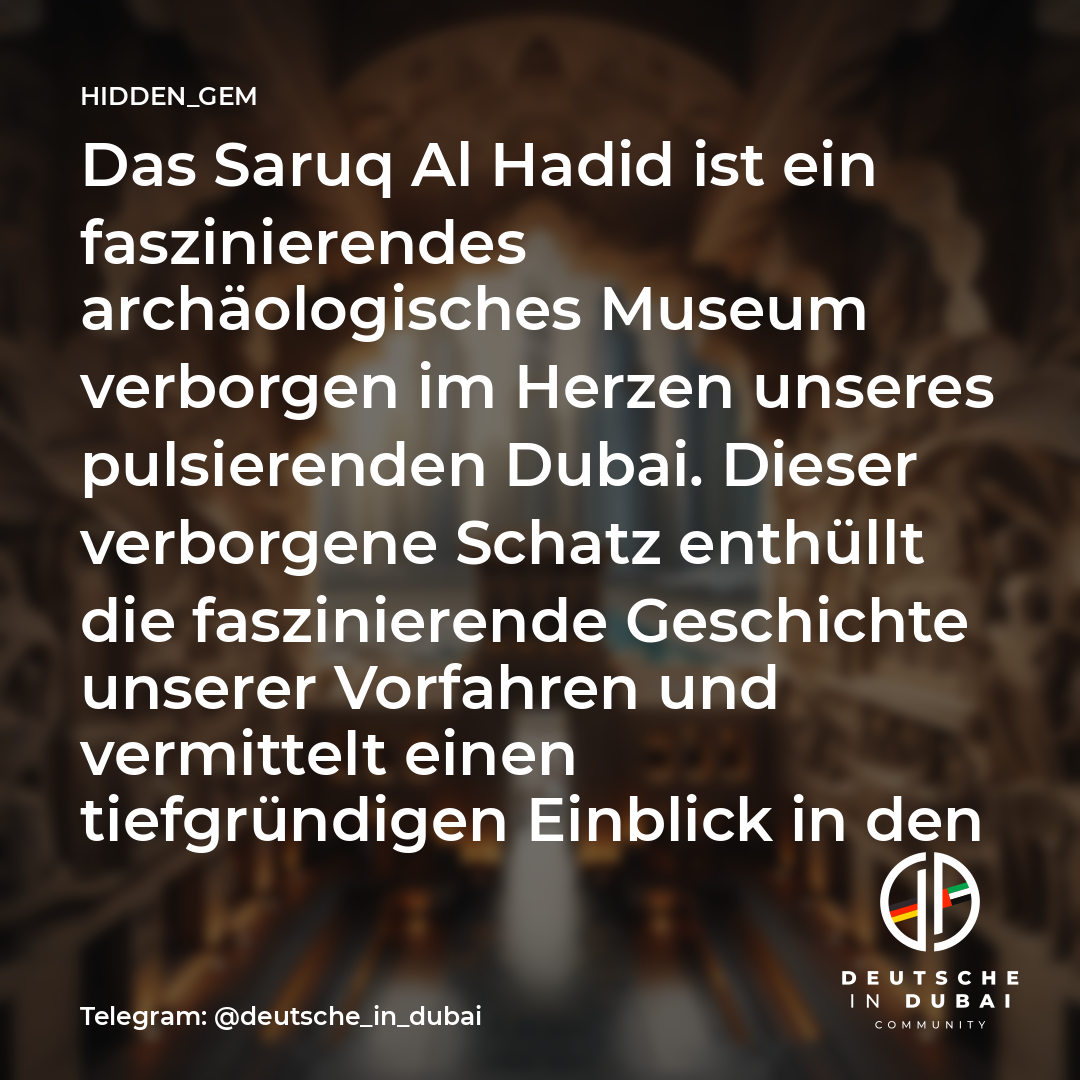 HIDDEN_GEM
Das Saruq Al Hadid ist ein
faszinierendes
archäologisches Museum
verborgen im Herzen unseres
pulsierenden Dubai. Dieser
verborgene Schatz enthüllt
die faszinierende Geschichte
unserer Vorfahren und
vermittelt einen
tiefgründigen Einblick in den
DEUTSCHE
IN DUBAI
COMMUNITY
Telegram: @deutsche_in_dubai